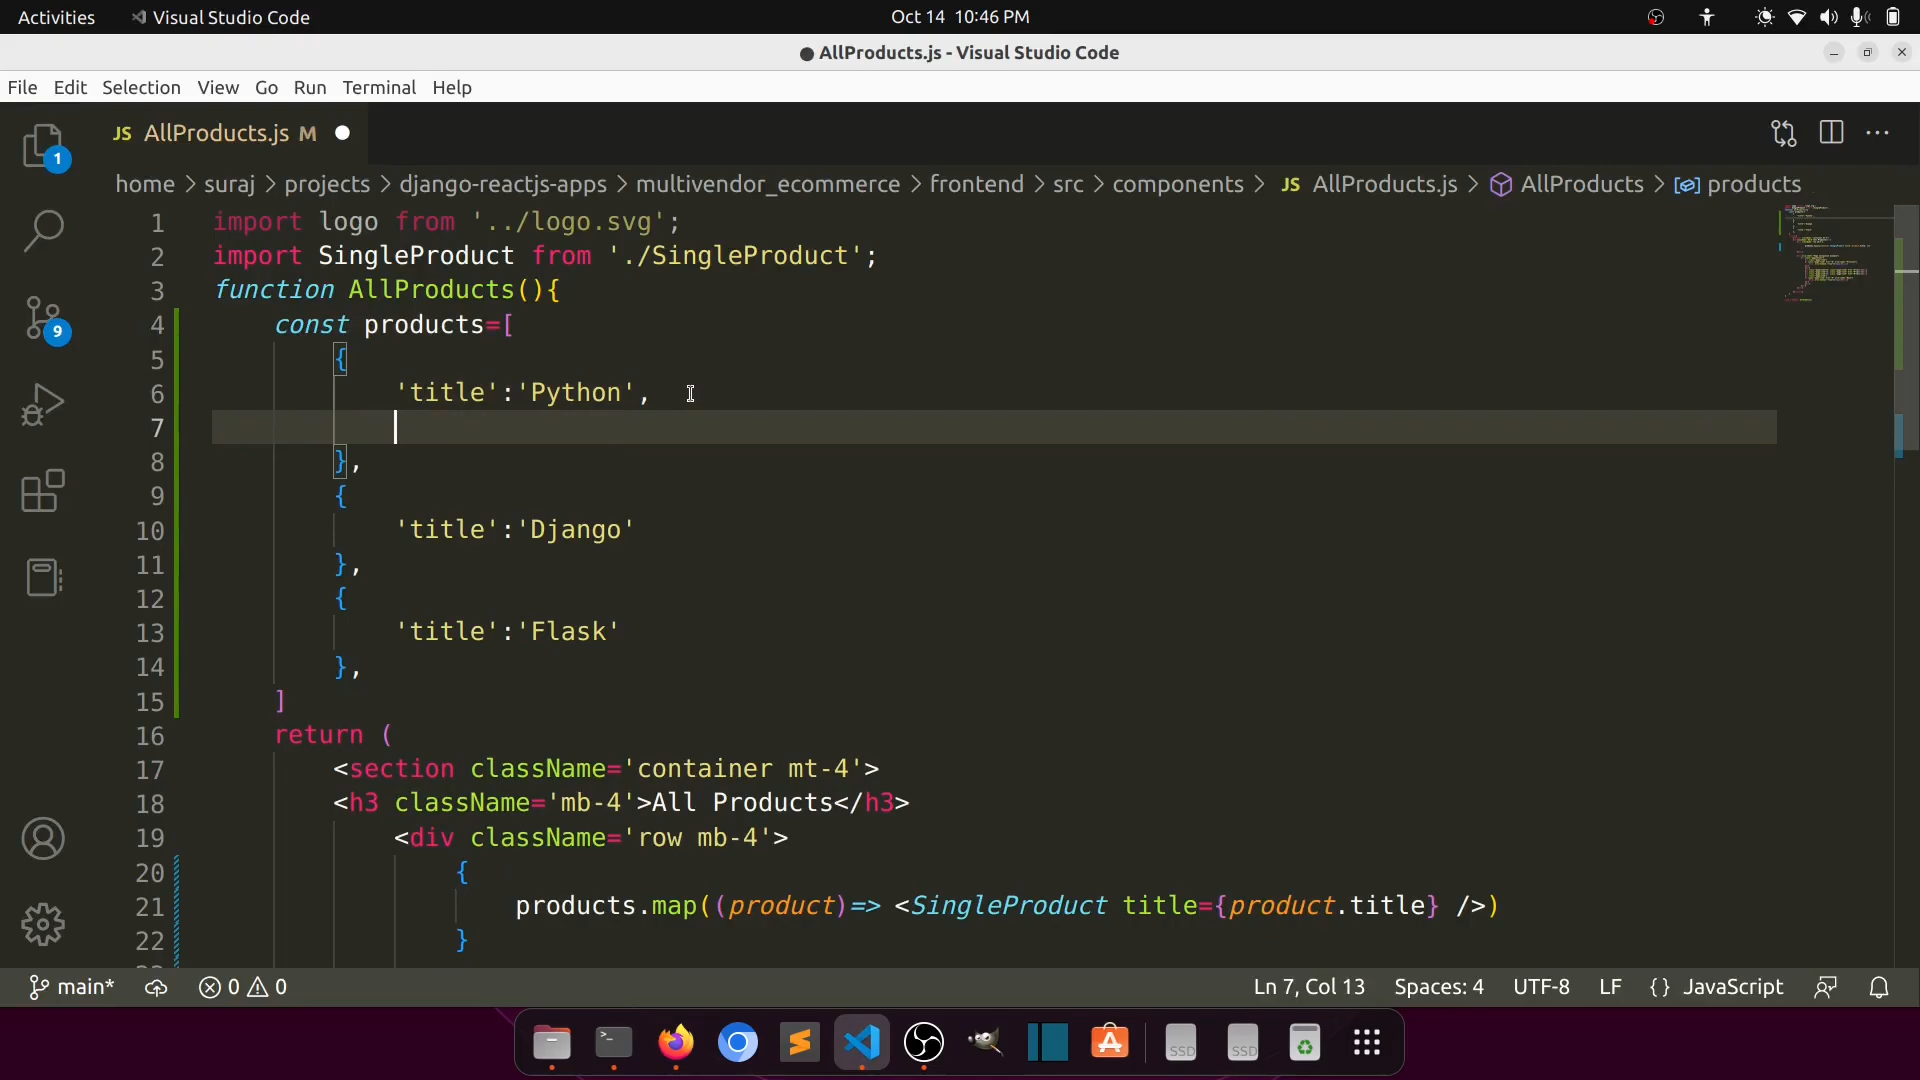 Activities Visual Studio Code Oct 14 10:46 PM
AllProducts.js - Visual Studio Code
File Edit Selection View Go Run Terminal Help
JS AllProducts.js M
home > suraj > projects > django-reactjs-apps > multivendor_ecommerce > frontend > src > components > JS AllProducts.js > AllProducts > products
1 import logo from '../logo.svg';
2 import SingleProduct from './SingleProduct';
3 function AllProducts(){
4 const products=[
5 {
6 'title':'Python',
7
8 },
9 {
10 'title':'Django'
11 },
12 {
13 'title':'Flask'
14 },
15 ]
16 return (
17 <section className='container mt-4'>
18 <h3 className='mb-4'>All Products</h3>
19 <div className='row mb-4'>
20 {
21 products.map((product)=> <SingleProduct title={product.title} />)
22 }
1
9
main* 0 0 Ln 7, Col 13 Spaces: 4 UTF-8 LF {} JavaScript
SSD SSD